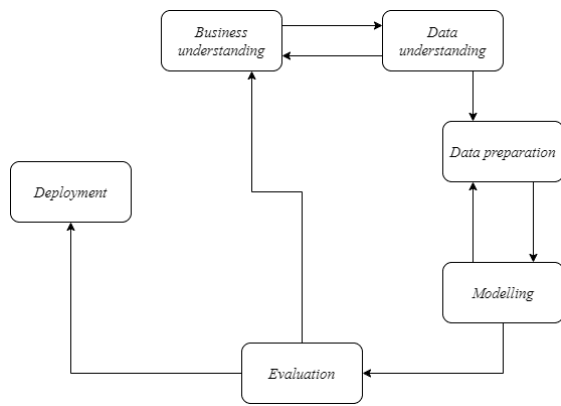 Business
understanding
Data
understanding
Data preparation
Deployment
Modelling
Evaluation